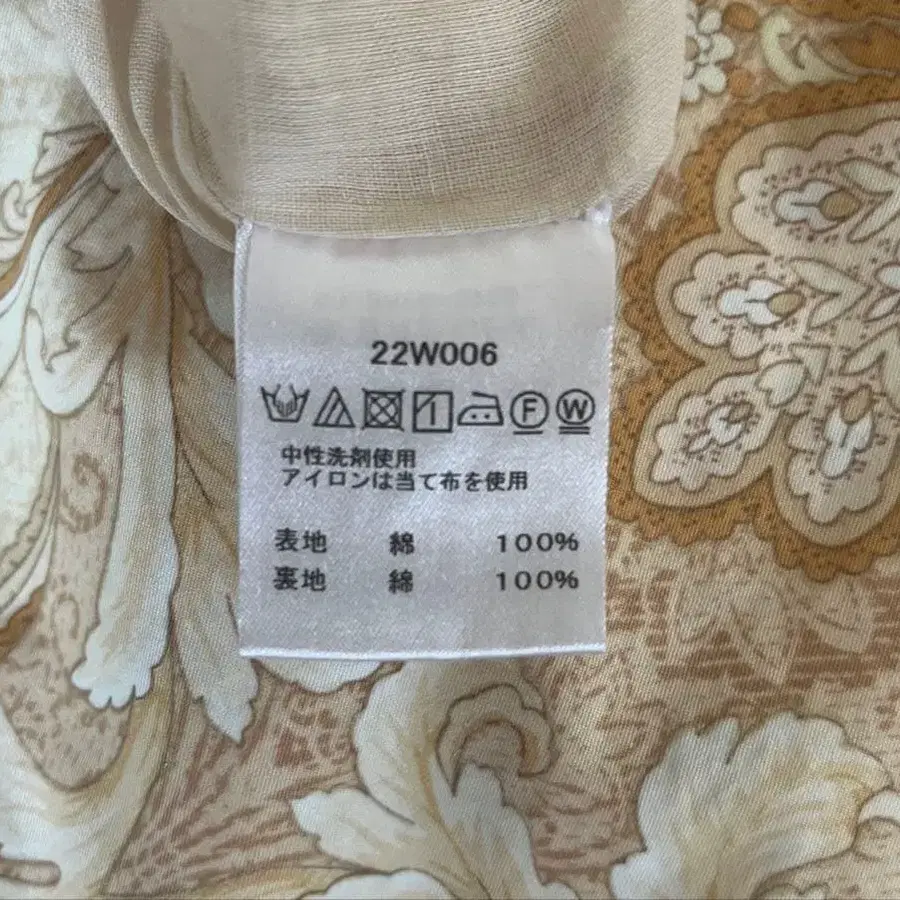 22W006
F W
中性洗剤使用
アイロンは当て布を使用
表地 綿 100%
裏地 綿 100%